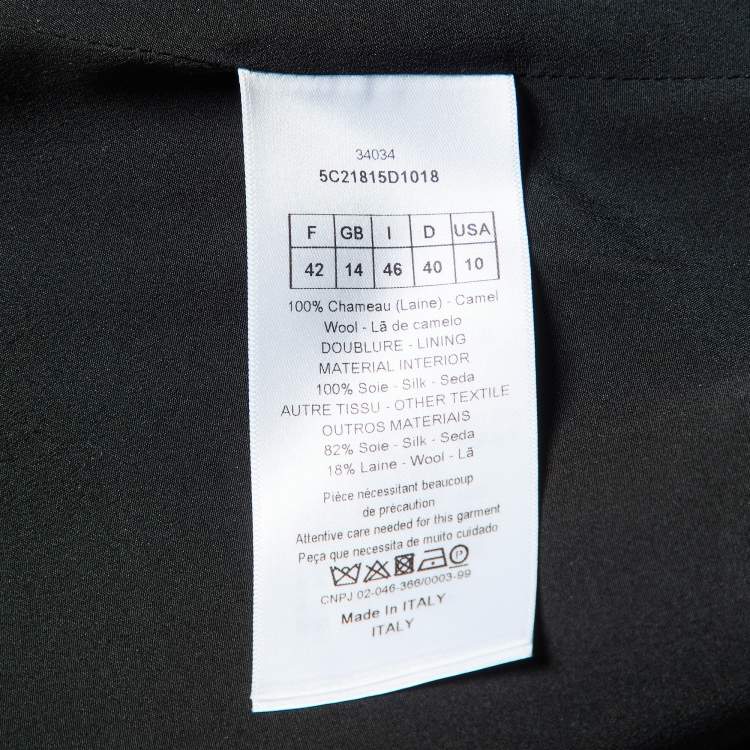 34034
5C21815D1018
F GB I D USA
42 14 46 40 10
100% Chameau (Laine) - Camel
Wool - Lã de camelo
DOUBLURE - LINING
MATERIAL INTERIOR
100% Soie - Silk - Seda
AUTRE TISSU - OTHER TEXTILE
OUTROS MATERIAIS
82% Soie - Silk - Seda
18% Laine - Wool - Lã
Pièce nécessitant beaucoup
de précaution
Attentive care needed for this garment
Peça que necessita de muito cuidado
P
CNPJ 02-046-366/0003-99
Made In ITALY
ITALY